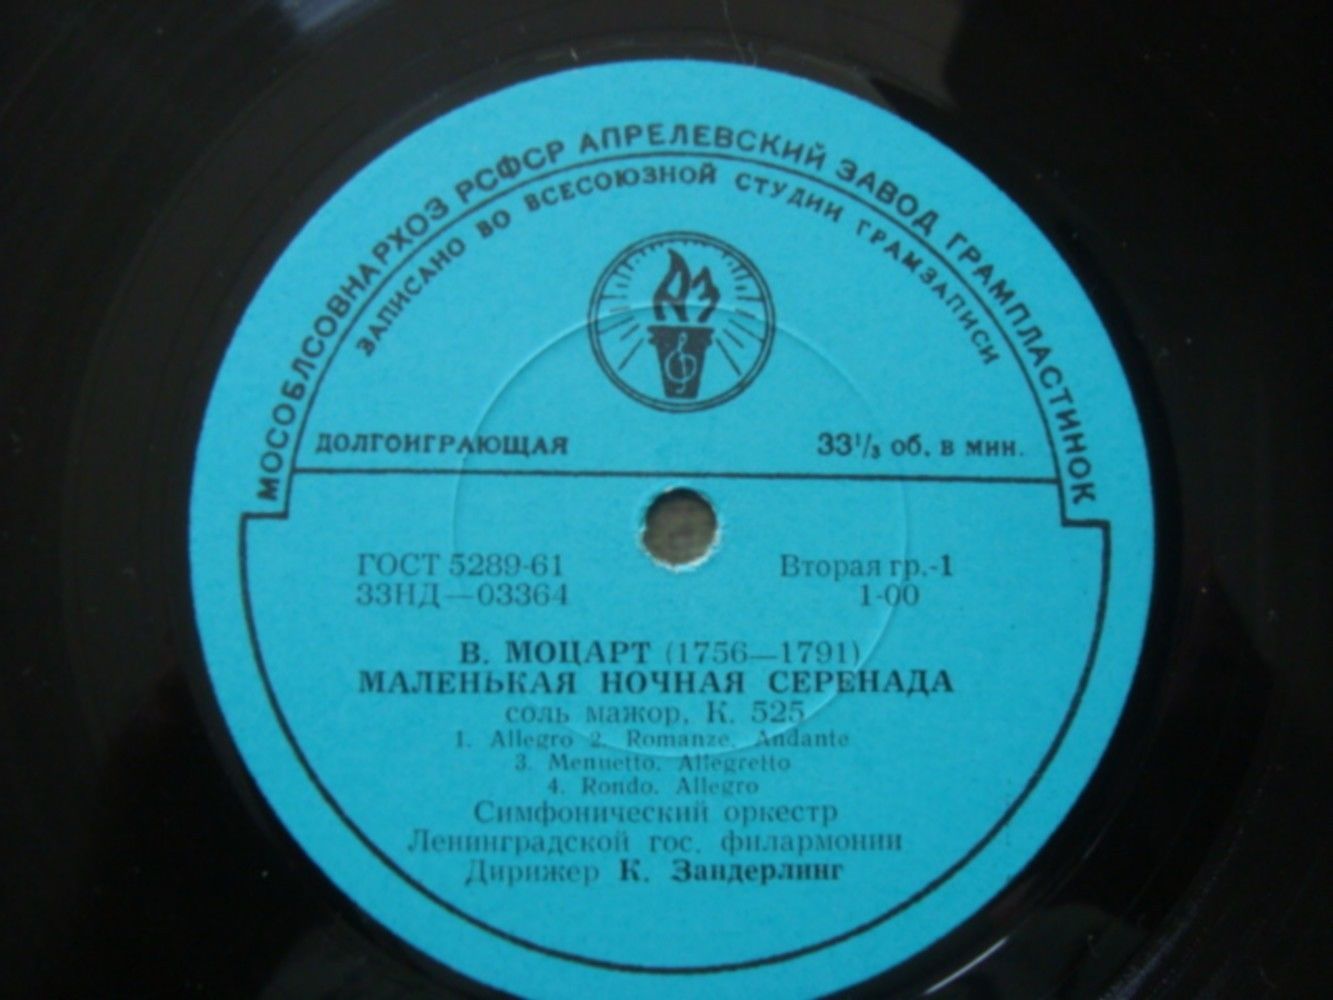 МОСОБЛСОВНАРХОЗ РСФСР АПРЕЛЕВСКИЙ ЗАВОД ГРАМПЛАСТИНОК
ЗАПИСАНО ВО ВСЕСОЮЗНОЙ СТУДИИ ГРАМЗАПИСИ
АЗ
ДОЛГОИГРАЮЩАЯ 33 1/3 об. в мин.
ГОСТ 5289-61 Вторая гр.-1
33НД—03364 1-00
В. МОЦАРТ (1756—1791)
МАЛЕНЬКАЯ НОЧНАЯ СЕРЕНАДА
соль мажор, К. 525
1. Allegro 2. Romanze. Andante
3. Menuetto. Allegretto
4. Rondo. Allegro
Симфонический оркестр
Ленинградской гос. филармонии
Дирижер К. Зандерлинг